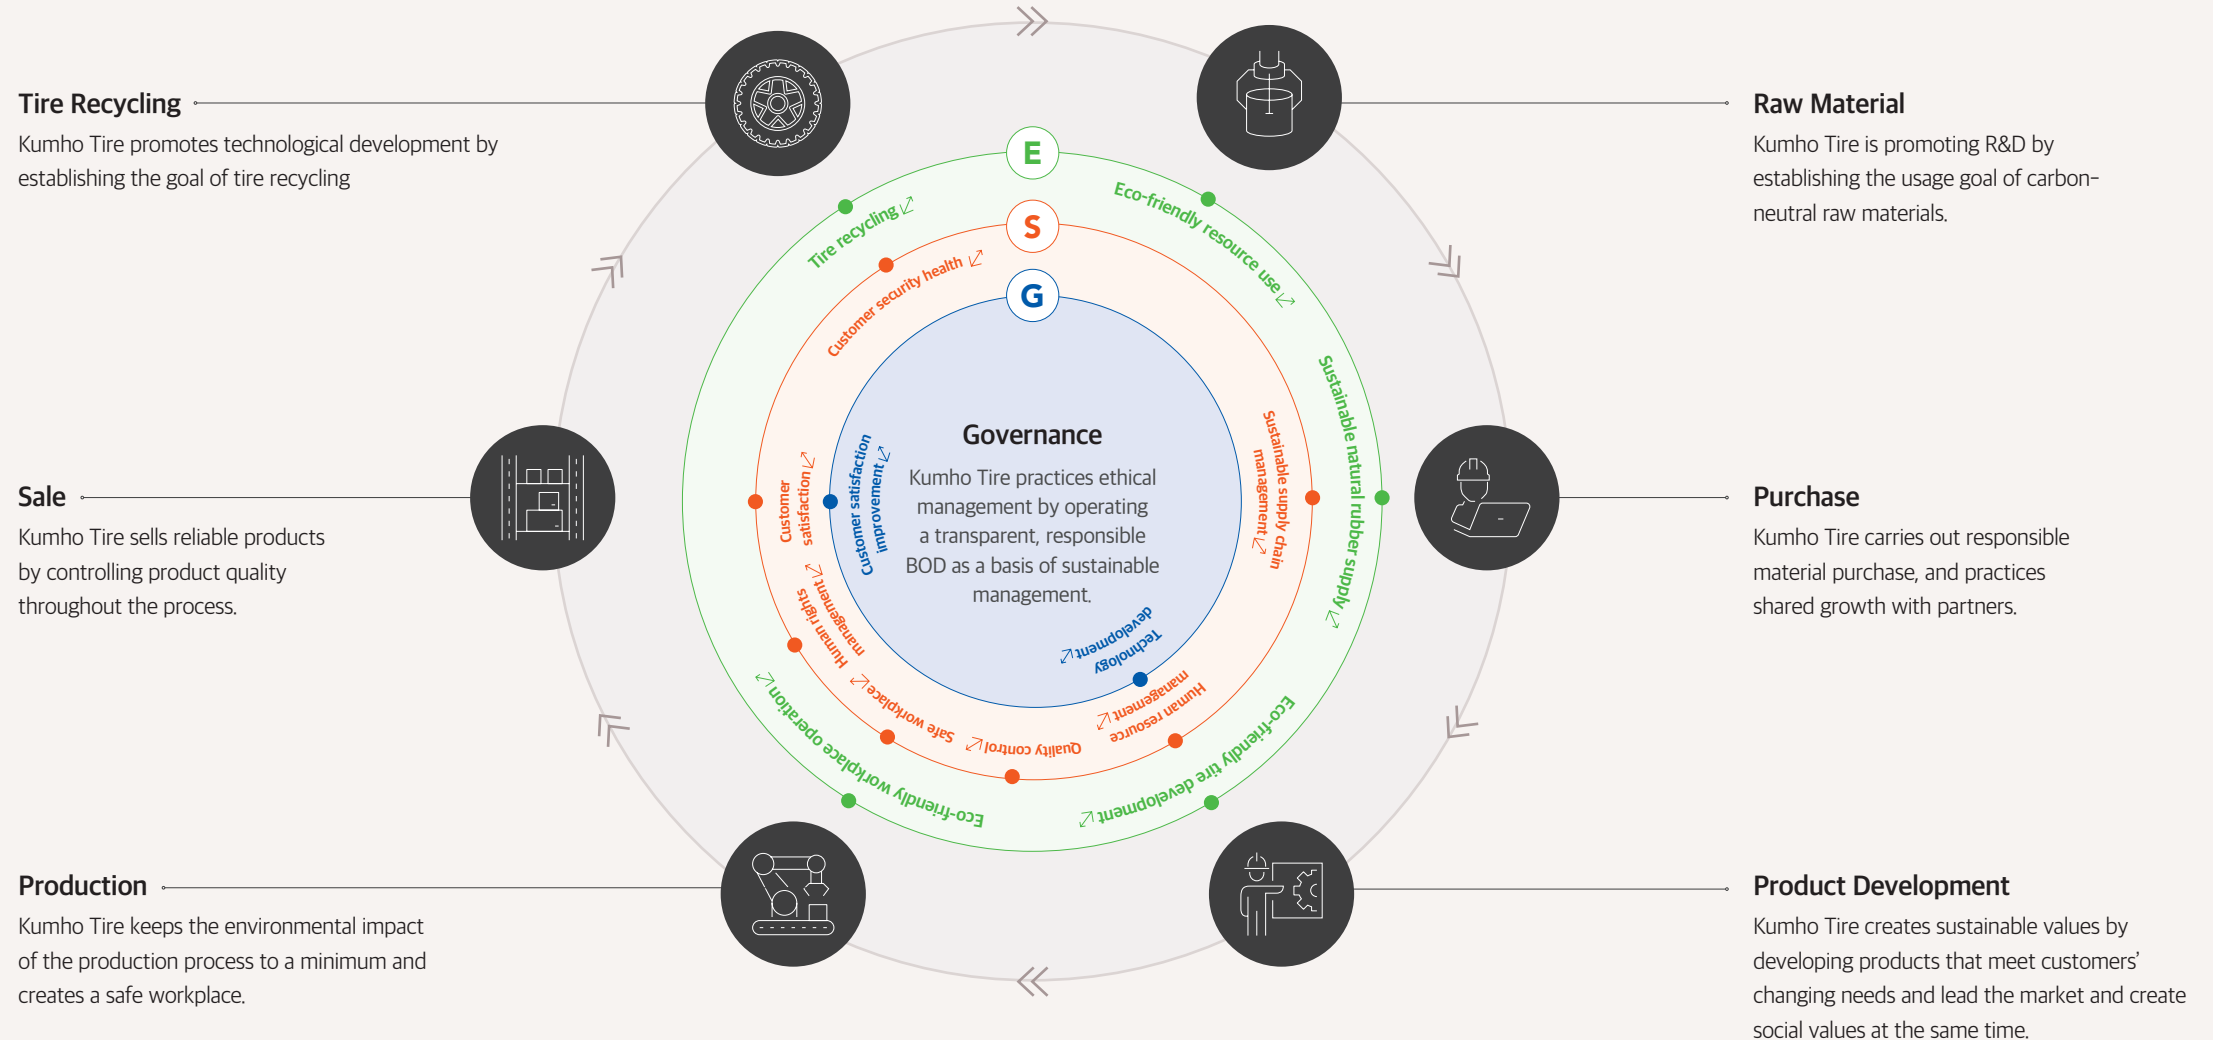 Tire Recycling
Kumho Tire promotes technological development by
establishing the goal of tire recycling
Raw Material
Kumho Tire is promoting R&D by
establishing the usage goal of carbon-
neutral raw materials.
Sale
Kumho Tire sells reliable products
by controlling product quality
throughout the process.
Purchase
Kumho Tire carries out responsible
material purchase, and practices
shared growth with partners.
Production
Kumho Tire keeps the environmental impact
of the production process to a minimum and
creates a safe workplace.
Product Development
Kumho Tire creates sustainable values by
developing products that meet customers’
changing needs and lead the market and create
social values at the same time.
E
Tire recycling
Eco-friendly resource use
Sustainable natural rubber supply
Eco-friendly tire development
Eco-friendly workplace operation
S
Customer security health
Sustainable supply chain
management
Human resource
management
Quality control
Safe workplace
Human rights
management
Customer
satisfaction
G
Customer satisfaction
improvement
Technology
development
Governance
Kumho Tire practices ethical
management by operating
a transparent, responsible
BOD as a basis of sustainable
management.